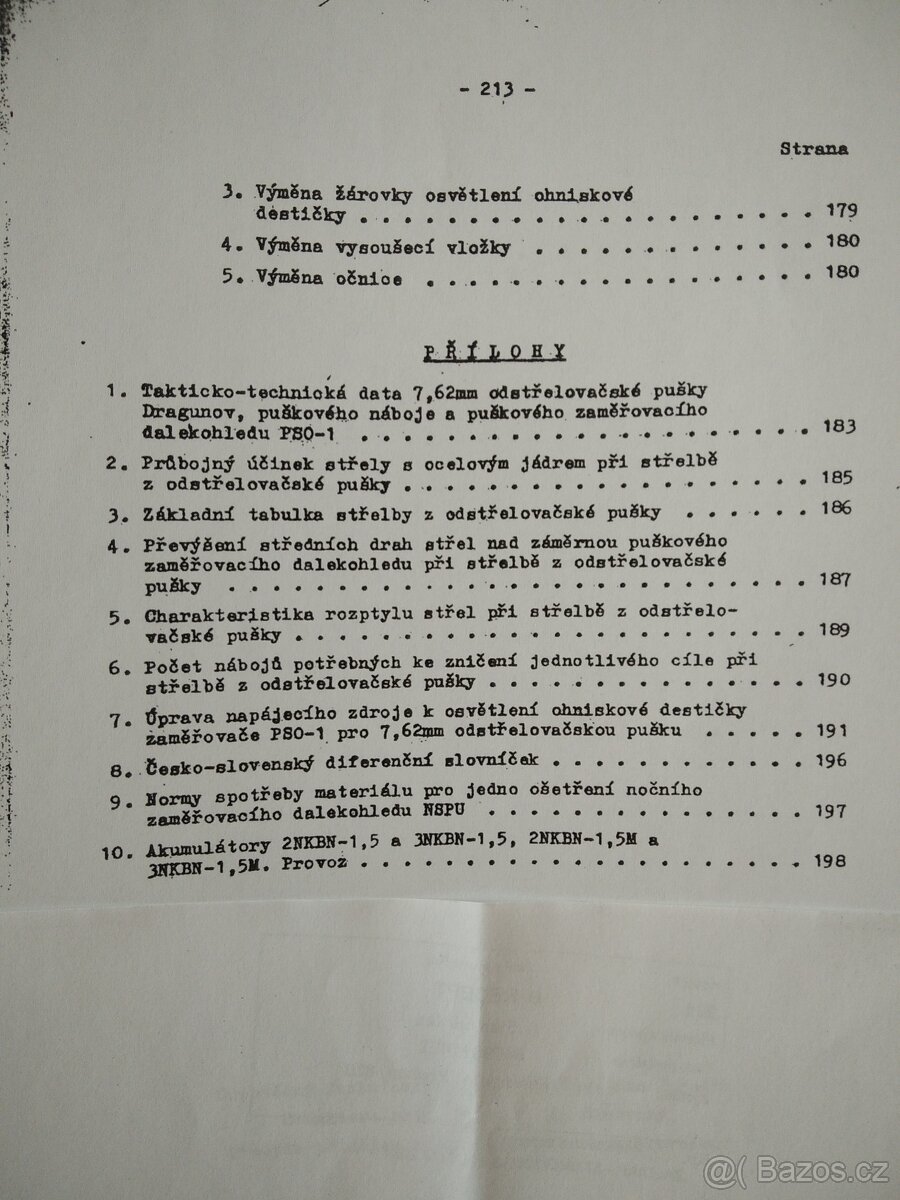 - 213 -
Strana
3. Výměna žárovky osvětlení ohniskové
destičky . . . . . . . . . . . . . . . . . 179
4. Výměna vysoušecí vložky . . . . . . . . . . . 180
5. Výměna očnice . . . . . . . . . . . . . . . 180
PŘÍLOHY
1. Takticko-technická data 7,62mm odstřelovačské pušky
Dragunov, puškového náboje a puškového zaměřovacího
dalekohledu PSO-1 . . . . . . . . . . . . . . . . . 183
2. Průbojný účinek střely s ocelovým jádrem při střelbě
z odstřelovačské pušky . . . . . . . . . . . . . . . . 185
3. Základní tabulka střelby z odstřelovačské pušky . . . . . . 186
4. Převýšení středních drah střel nad záměrnou puškového
zaměřovacího dalekohledu při střelbě z odstřelovačské
pušky . . . . . . . . . . . . . . . . . . . . . . 187
5. Charakteristika rozptylu střel při střelbě z odstřelo-
vačské pušky . . . . . . . . . . . . . . . . . . . . 189
6. Počet nábojů potřebných ke zničení jednotlivého cíle při
střelbě z odstřelovačské pušky . . . . . . . . . . . . . 190
7. Úprava napájecího zdroje k osvětlení ohniskové destičky
zaměřovače PSO-1 pro 7,62mm odstřelovačskou pušku . . . . . 191
8. Česko-slovenský diferenční slovníček . . . . . . . . . . . 196
9. Normy spotřeby materiálu pro jedno ošetření nočního
zaměřovacího dalekohledu NSPU . . . . . . . . . . . . . 197
10. Akumulátory 2NKBN-1,5 a 3NKBN-1,5, 2NKBN-1,5M a
3NKBN-1,5M. Provoz . . . . . . . . . . . . . . . . . 198
@( Bazos.cz